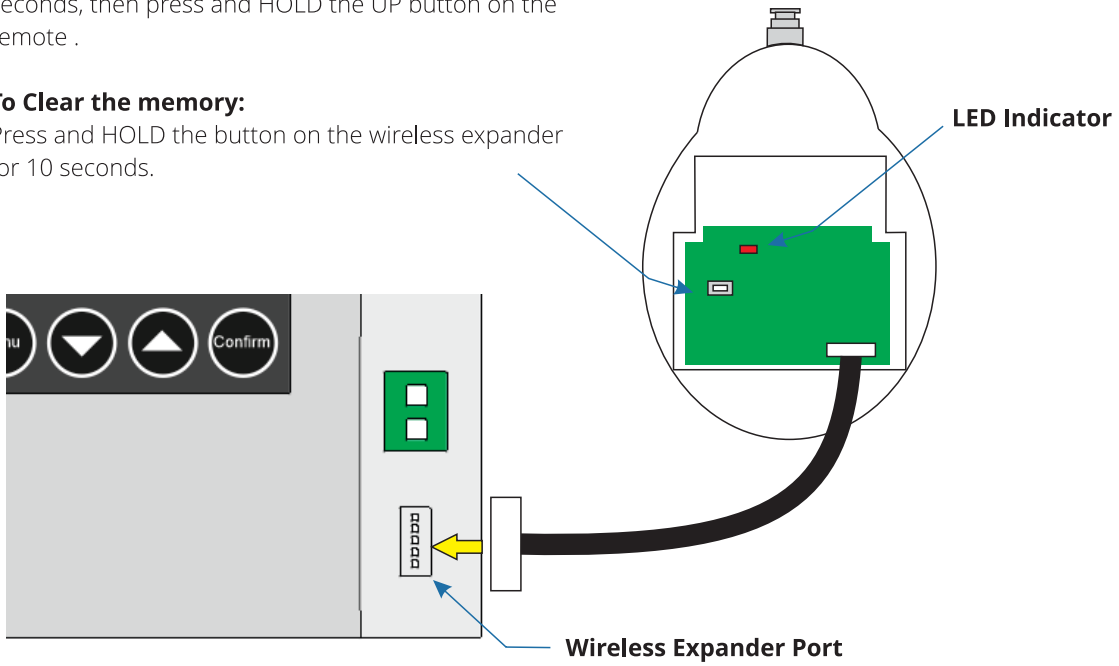 seconds, then press and HOLD the UP button on the
remote .
To Clear the memory:
Press and HOLD the button on the wireless expander
for 10 seconds.
LED Indicator
nu
Confirm
Wireless Expander Port